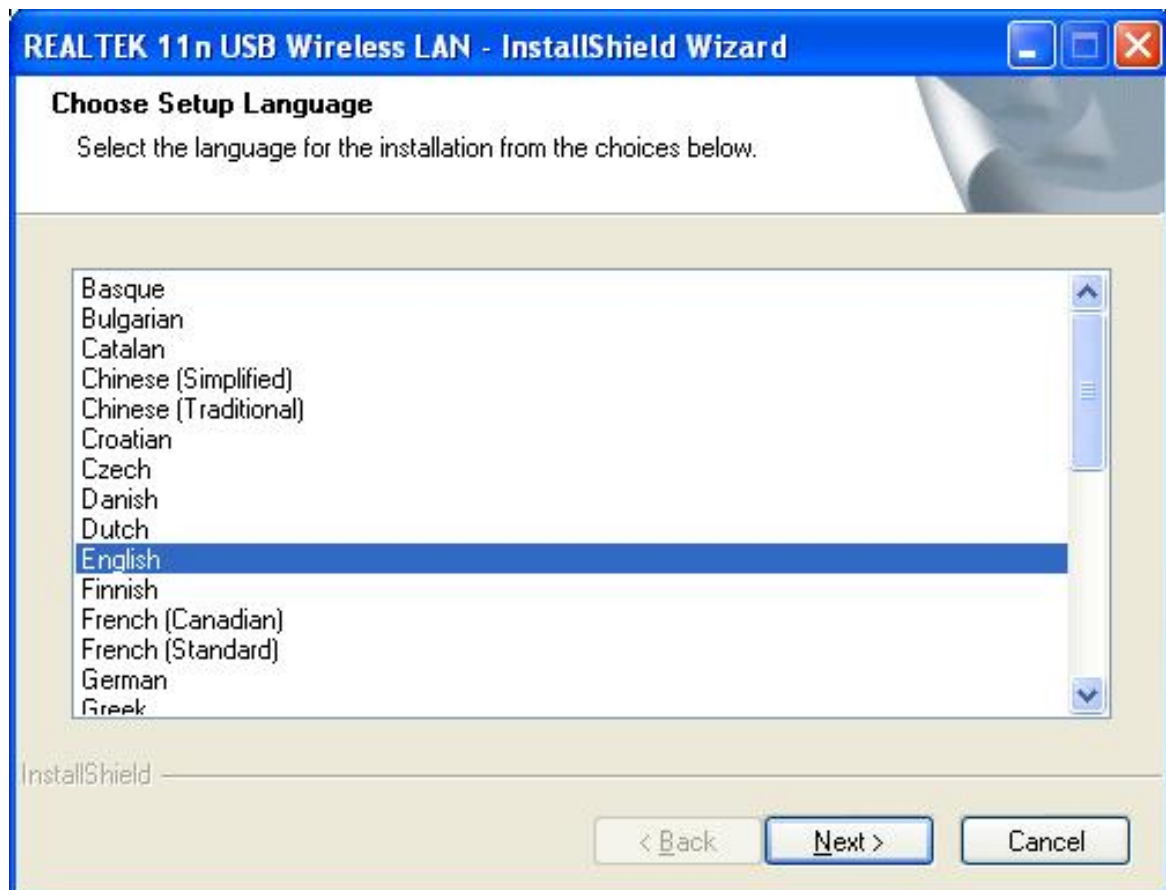 REALTEK 11n USB Wireless LAN - InstallShield Wizard
Choose Setup Language
Select the language for the installation from the choices below.
Basque
Bulgarian
Catalan
Chinese (Simplified)
Chinese (Traditional)
Croatian
Czech
Danish
Dutch
English
Finnish
French (Canadian)
French (Standard)
German
Greek
InstallShield
< Back
Next >
Cancel